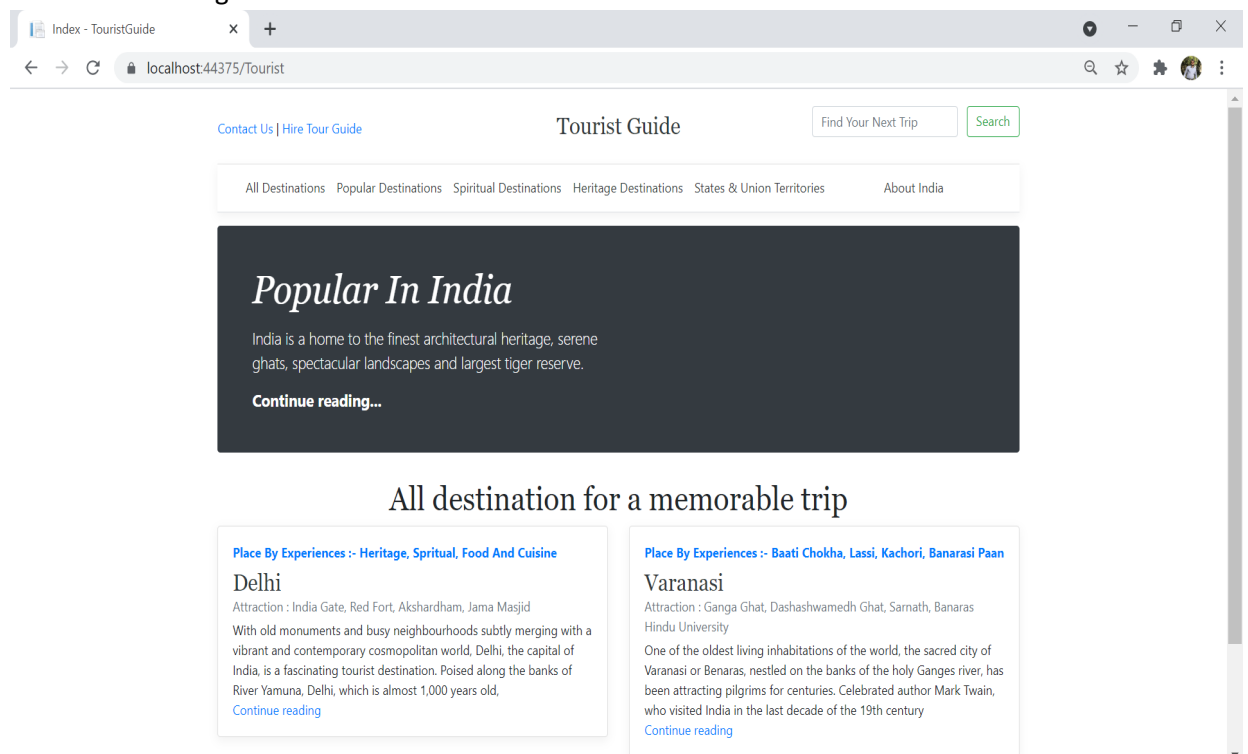 Index - TouristGuide
localhost:44375/Tourist
Contact Us | Hire Tour Guide
Tourist Guide
Find Your Next Trip
Search
All Destinations Popular Destinations Spiritual Destinations Heritage Destinations States & Union Territories About India
Popular In India
India is a home to the finest architectural heritage, serene
ghats, spectacular landscapes and largest tiger reserve.
Continue reading...
All destination for a memorable trip
Place By Experiences :- Heritage, Spritual, Food And Cuisine
Delhi
Attraction : India Gate, Red Fort, Akshardham, Jama Masjid
With old monuments and busy neighbourhoods subtly merging with a
vibrant and contemporary cosmopolitan world, Delhi, the capital of
India, is a fascinating tourist destination. Poised along the banks of
River Yamuna, Delhi, which is almost 1,000 years old,
Continue reading
Place By Experiences :- Baati Chokha, Lassi, Kachori, Banarasi Paan
Varanasi
Attraction : Ganga Ghat, Dashashwamedh Ghat, Sarnath, Banaras
Hindu University
One of the oldest living inhabitations of the world, the sacred city of
Varanasi or Benaras, nestled on the banks of the holy Ganges river, has
been attracting pilgrims for centuries. Celebrated author Mark Twain,
who visited India in the last decade of the 19th century
Continue reading